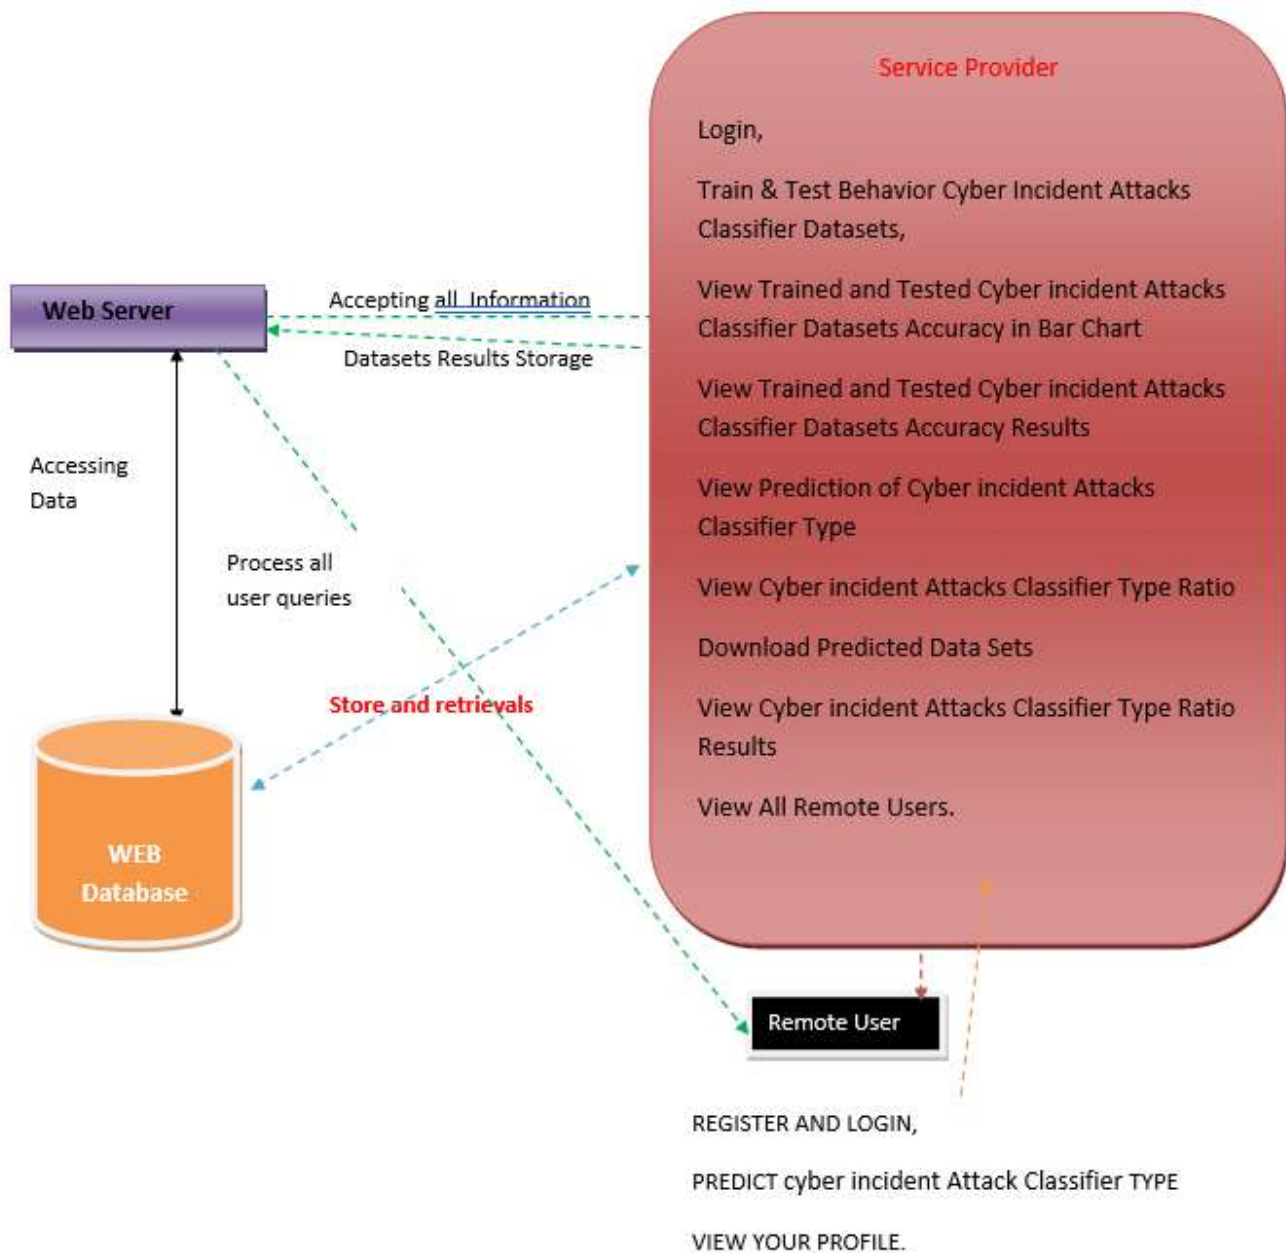 Service Provider
Login,
Train & Test Behavior Cyber Incident Attacks
Classifier Datasets,
View Trained and Tested Cyber incident Attacks
Classifier Datasets Accuracy in Bar Chart
View Trained and Tested Cyber incident Attacks
Classifier Datasets Accuracy Results
View Prediction of Cyber incident Attacks
Classifier Type
View Cyber incident Attacks Classifier Type Ratio
Download Predicted Data Sets
View Cyber incident Attacks Classifier Type Ratio
Results
View All Remote Users.
Web Server
Accepting all Information
Datasets Results Storage
Accessing
Data
Process all
user queries
Store and retrievals
WEB
Database
Remote User
REGISTER AND LOGIN,
PREDICT cyber incident Attack Classifier TYPE
VIEW YOUR PROFILE.